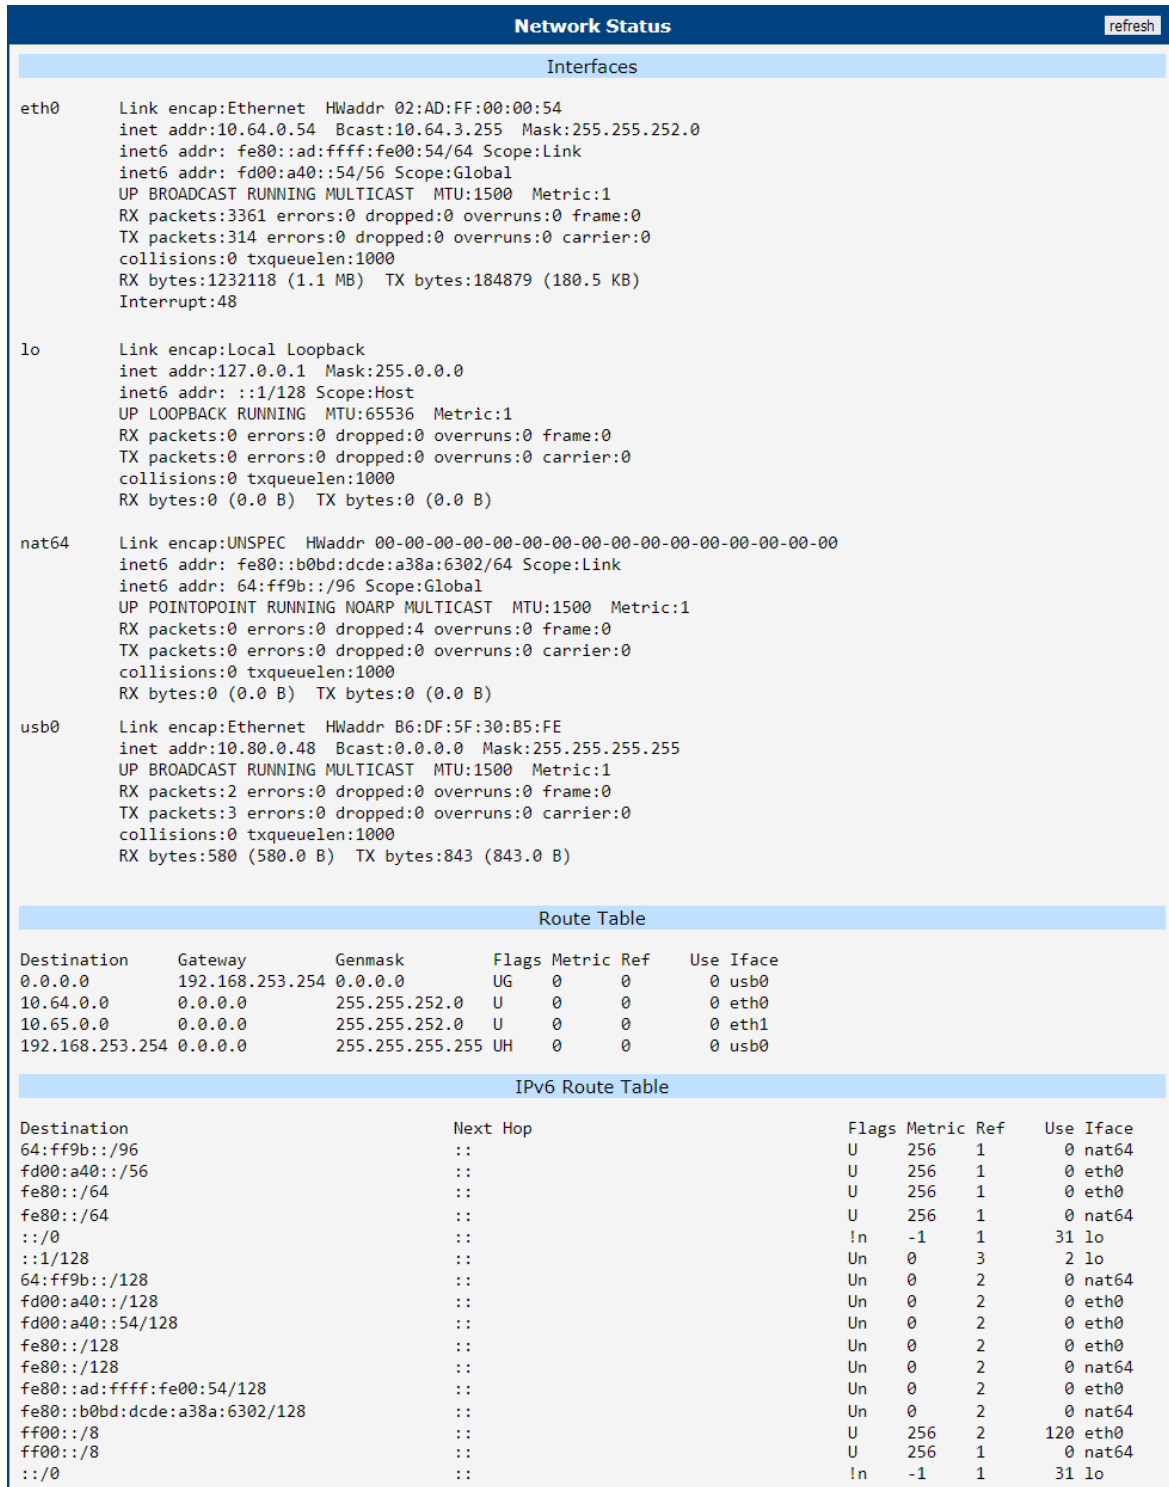 Network Status
refresh
Interfaces
eth0 Link encap:Ethernet HWaddr 02:AD:FF:00:00:54
inet addr:10.64.0.54 Bcast:10.64.3.255 Mask:255.255.252.0
inet6 addr: fe80::ad:ffff:fe00:54/64 Scope:Link
inet6 addr: fd00:a40::54/56 Scope:Global
UP BROADCAST RUNNING MULTICAST MTU:1500 Metric:1
RX packets:3361 errors:0 dropped:0 overruns:0 frame:0
TX packets:314 errors:0 dropped:0 overruns:0 carrier:0
collisions:0 txqueuelen:1000
RX bytes:1232118 (1.1 MB) TX bytes:184879 (180.5 KB)
Interrupt:48
lo Link encap:Local Loopback
inet addr:127.0.0.1 Mask:255.0.0.0
inet6 addr: ::1/128 Scope:Host
UP LOOPBACK RUNNING MTU:65536 Metric:1
RX packets:0 errors:0 dropped:0 overruns:0 frame:0
TX packets:0 errors:0 dropped:0 overruns:0 carrier:0
collisions:0 txqueuelen:1000
RX bytes:0 (0.0 B) TX bytes:0 (0.0 B)
nat64 Link encap:UNSPEC HWaddr 00-00-00-00-00-00-00-00-00-00-00-00-00-00-00-00
inet6 addr: fe80::b0bd:dcde:a38a:6302/64 Scope:Link
inet6 addr: 64:ff9b::/96 Scope:Global
UP POINTOPOINT RUNNING NOARP MULTICAST MTU:1500 Metric:1
RX packets:0 errors:0 dropped:4 overruns:0 frame:0
TX packets:0 errors:0 dropped:0 overruns:0 carrier:0
collisions:0 txqueuelen:1000
RX bytes:0 (0.0 B) TX bytes:0 (0.0 B)
usb0 Link encap:Ethernet HWaddr B6:DF:5F:30:B5:FE
inet addr:10.80.0.48 Bcast:0.0.0.0 Mask:255.255.255.255
UP BROADCAST RUNNING MULTICAST MTU:1500 Metric:1
RX packets:2 errors:0 dropped:0 overruns:0 frame:0
TX packets:3 errors:0 dropped:0 overruns:0 carrier:0
collisions:0 txqueuelen:1000
RX bytes:580 (580.0 B) TX bytes:843 (843.0 B)
Route Table
Destination Gateway Genmask Flags Metric Ref Use Iface
0.0.0.0 192.168.253.254 0.0.0.0 UG 0 0 0 usb0
10.64.0.0 0.0.0.0 255.255.252.0 U 0 0 0 eth0
10.65.0.0 0.0.0.0 255.255.252.0 U 0 0 0 eth1
192.168.253.254 0.0.0.0 255.255.255.255 UH 0 0 0 usb0
IPv6 Route Table
Destination Next Hop Flags Metric Ref Use Iface
64:ff9b::/96 :: U 256 1 0 nat64
fd00:a40::/56 :: U 256 1 0 eth0
fe80::/64 :: U 256 1 0 eth0
fe80::/64 :: U 256 1 0 nat64
::/0 :: !n -1 1 31 lo
::1/128 :: Un 0 3 2 lo
64:ff9b::/128 :: Un 0 2 0 nat64
fd00:a40::/128 :: Un 0 2 0 eth0
fd00:a40::54/128 :: Un 0 2 0 eth0
fe80::/128 :: Un 0 2 0 eth0
fe80::/128 :: Un 0 2 0 nat64
fe80::ad:ffff:fe00:54/128 :: Un 0 2 0 eth0
fe80::b0bd:dcde:a38a:6302/128 :: Un 0 2 0 nat64
ff00::/8 :: U 256 2 120 eth0
ff00::/8 :: U 256 1 0 nat64
::/0 :: !n -1 1 31 lo